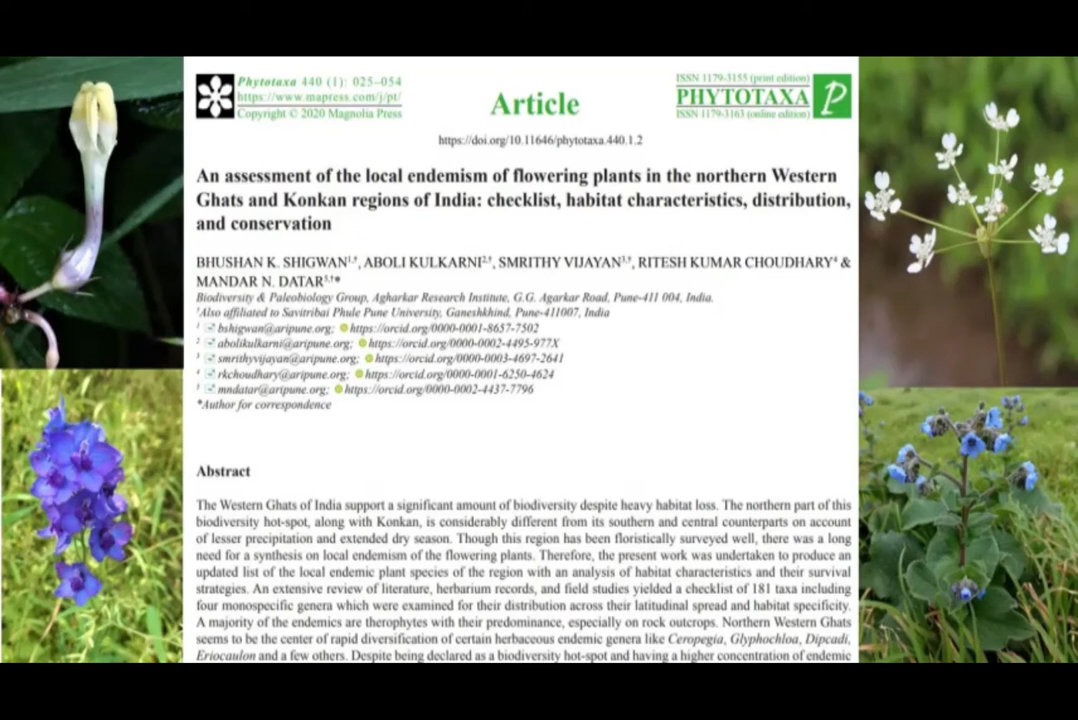 Phytotaxa 440 (1): 025–054
https://www.mapress.com/j/pt/
Copyright © 2020 Magnolia Press
Article
ISSN 1179-3155 (print edition)
PHYTOTAXA
ISSN 1179-3163 (online edition)
https://doi.org/10.11646/phytotaxa.440.1.2
An assessment of the local endemism of flowering plants in the northern Western
Ghats and Konkan regions of India: checklist, habitat characteristics, distribution,
and conservation
BHUSHAN K. SHIGWAN1,†, ABOLI KULKARNI2,†, SMRITHY VIJAYAN3,†, RITESH KUMAR CHOUDHARY4 &
MANDAR N. DATAR5,†*
Biodiversity & Paleobiology Group, Agharkar Research Institute, G.G. Agarkar Road, Pune-411 004, India.
†Also affiliated to Savitribai Phule Pune University, Ganeshkhind, Pune-411007, India
1 bshigwan@aripune.org; https://orcid.org/0000-0001-8657-7502
2 abolikulkarni@aripune.org; https://orcid.org/0000-0002-4495-977X
3 smrithyvijayan@aripune.org; https://orcid.org/0000-0003-4697-2641
4 rkchoudhary@aripune.org; https://orcid.org/0000-0001-6250-4624
5 mndatar@aripune.org; https://orcid.org/0000-0002-4437-7796
*Author for correspondence
Abstract
The Western Ghats of India support a significant amount of biodiversity despite heavy habitat loss. The northern part of this
biodiversity hot-spot, along with Konkan, is considerably different from its southern and central counterparts on account
of lesser precipitation and extended dry season. Though this region has been floristically surveyed well, there was a long
need for a synthesis on local endemism of the flowering plants. Therefore, the present work was undertaken to produce an
updated list of the local endemic plant species of the region with an analysis of habitat characteristics and their survival
strategies. An extensive review of literature, herbarium records, and field studies yielded a checklist of 181 taxa including
four monospecific genera which were examined for their distribution across their latitudinal spread and habitat specificity.
A majority of the endemics are therophytes with their predominance, especially on rock outcrops. Northern Western Ghats
seems to be the center of rapid diversification of certain herbaceous endemic genera like Ceropegia, Glyphochloa, Dipcadi,
Eriocaulon and a few others. Despite being declared as a biodiversity hot-spot and having a higher concentration of endemic